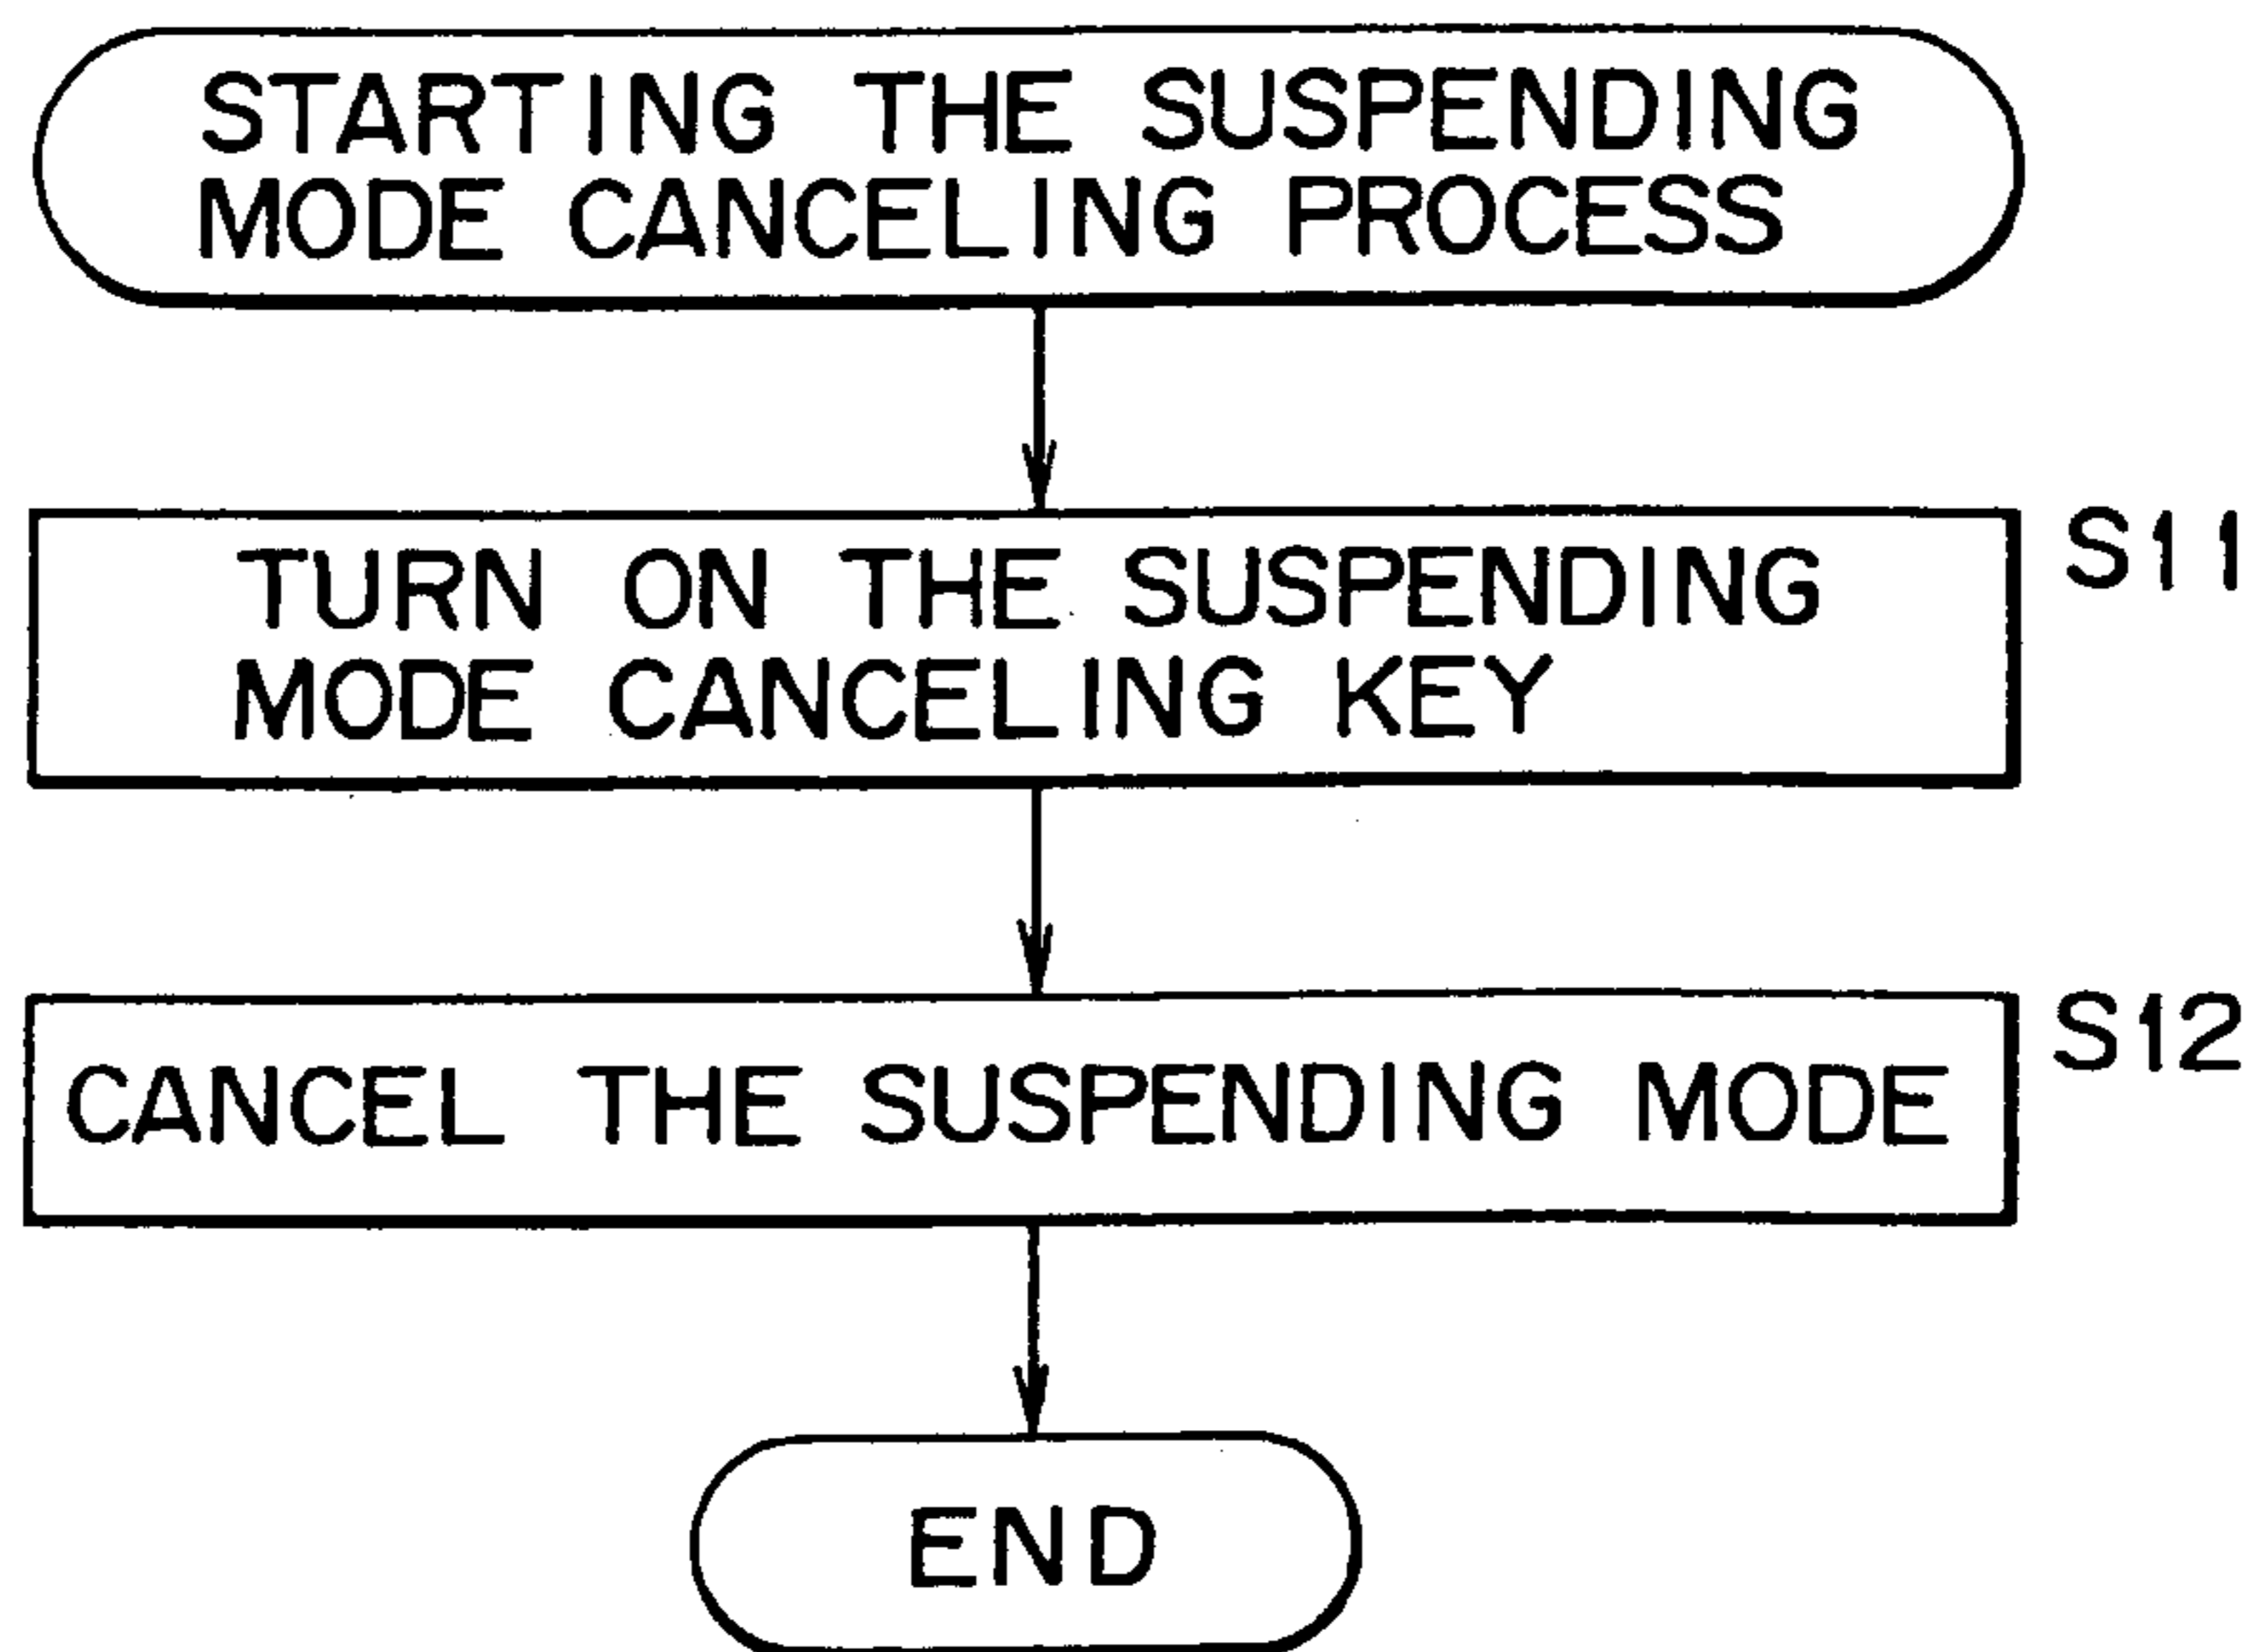 STARTING THE SUSPENDING
MODE CANCELING PROCESS
TURN ON THE SUSPENDING
MODE CANCELING KEY
S11
CANCEL THE SUSPENDING MODE
S12
END